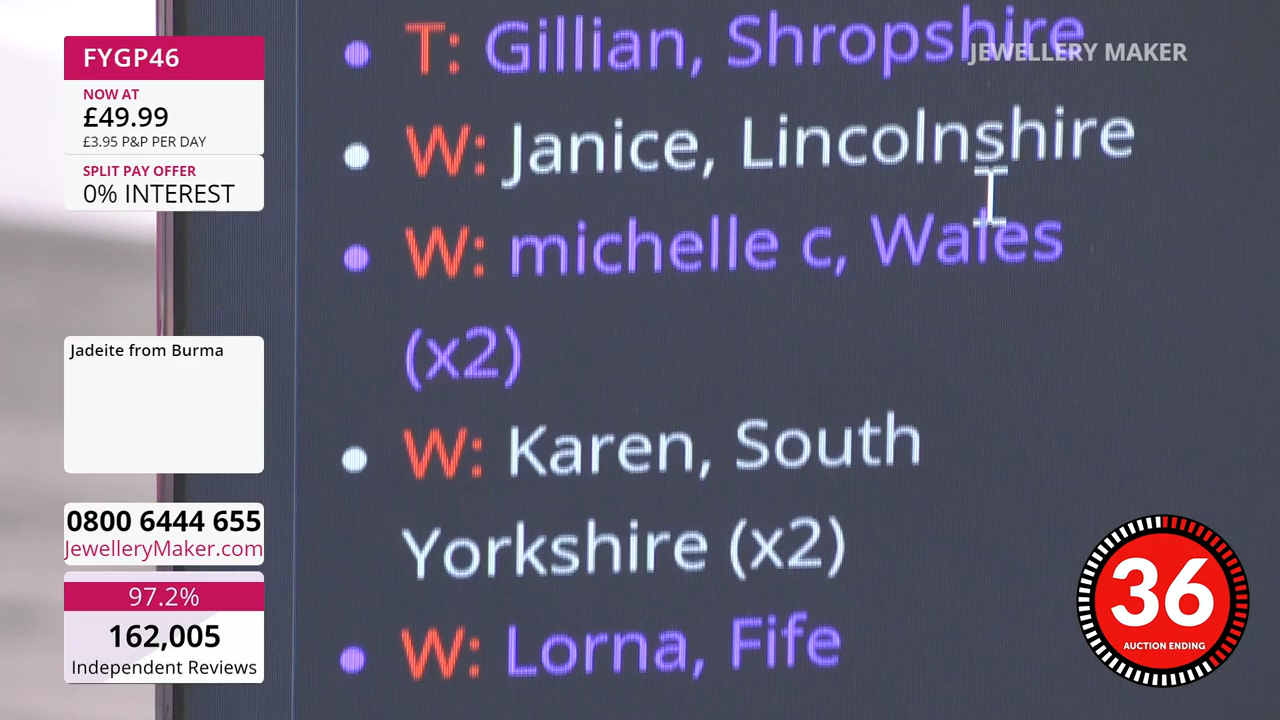 FYGP46
NOW AT
£49.99
£3.95 P&P PER DAY
SPLIT PAY OFFER
0% INTEREST
Jadeite from Burma
0800 6444 655
JewelleryMaker.com
97.2%
162,005
Independent Reviews
JEWELLERY MAKER
• T: Gillian, Shropshire
• W: Janice, Lincolnshire
• W: michelle c, Wales
(x2)
• W: Karen, South
Yorkshire (x2)
• W: Lorna, Fife
36
AUCTION ENDING